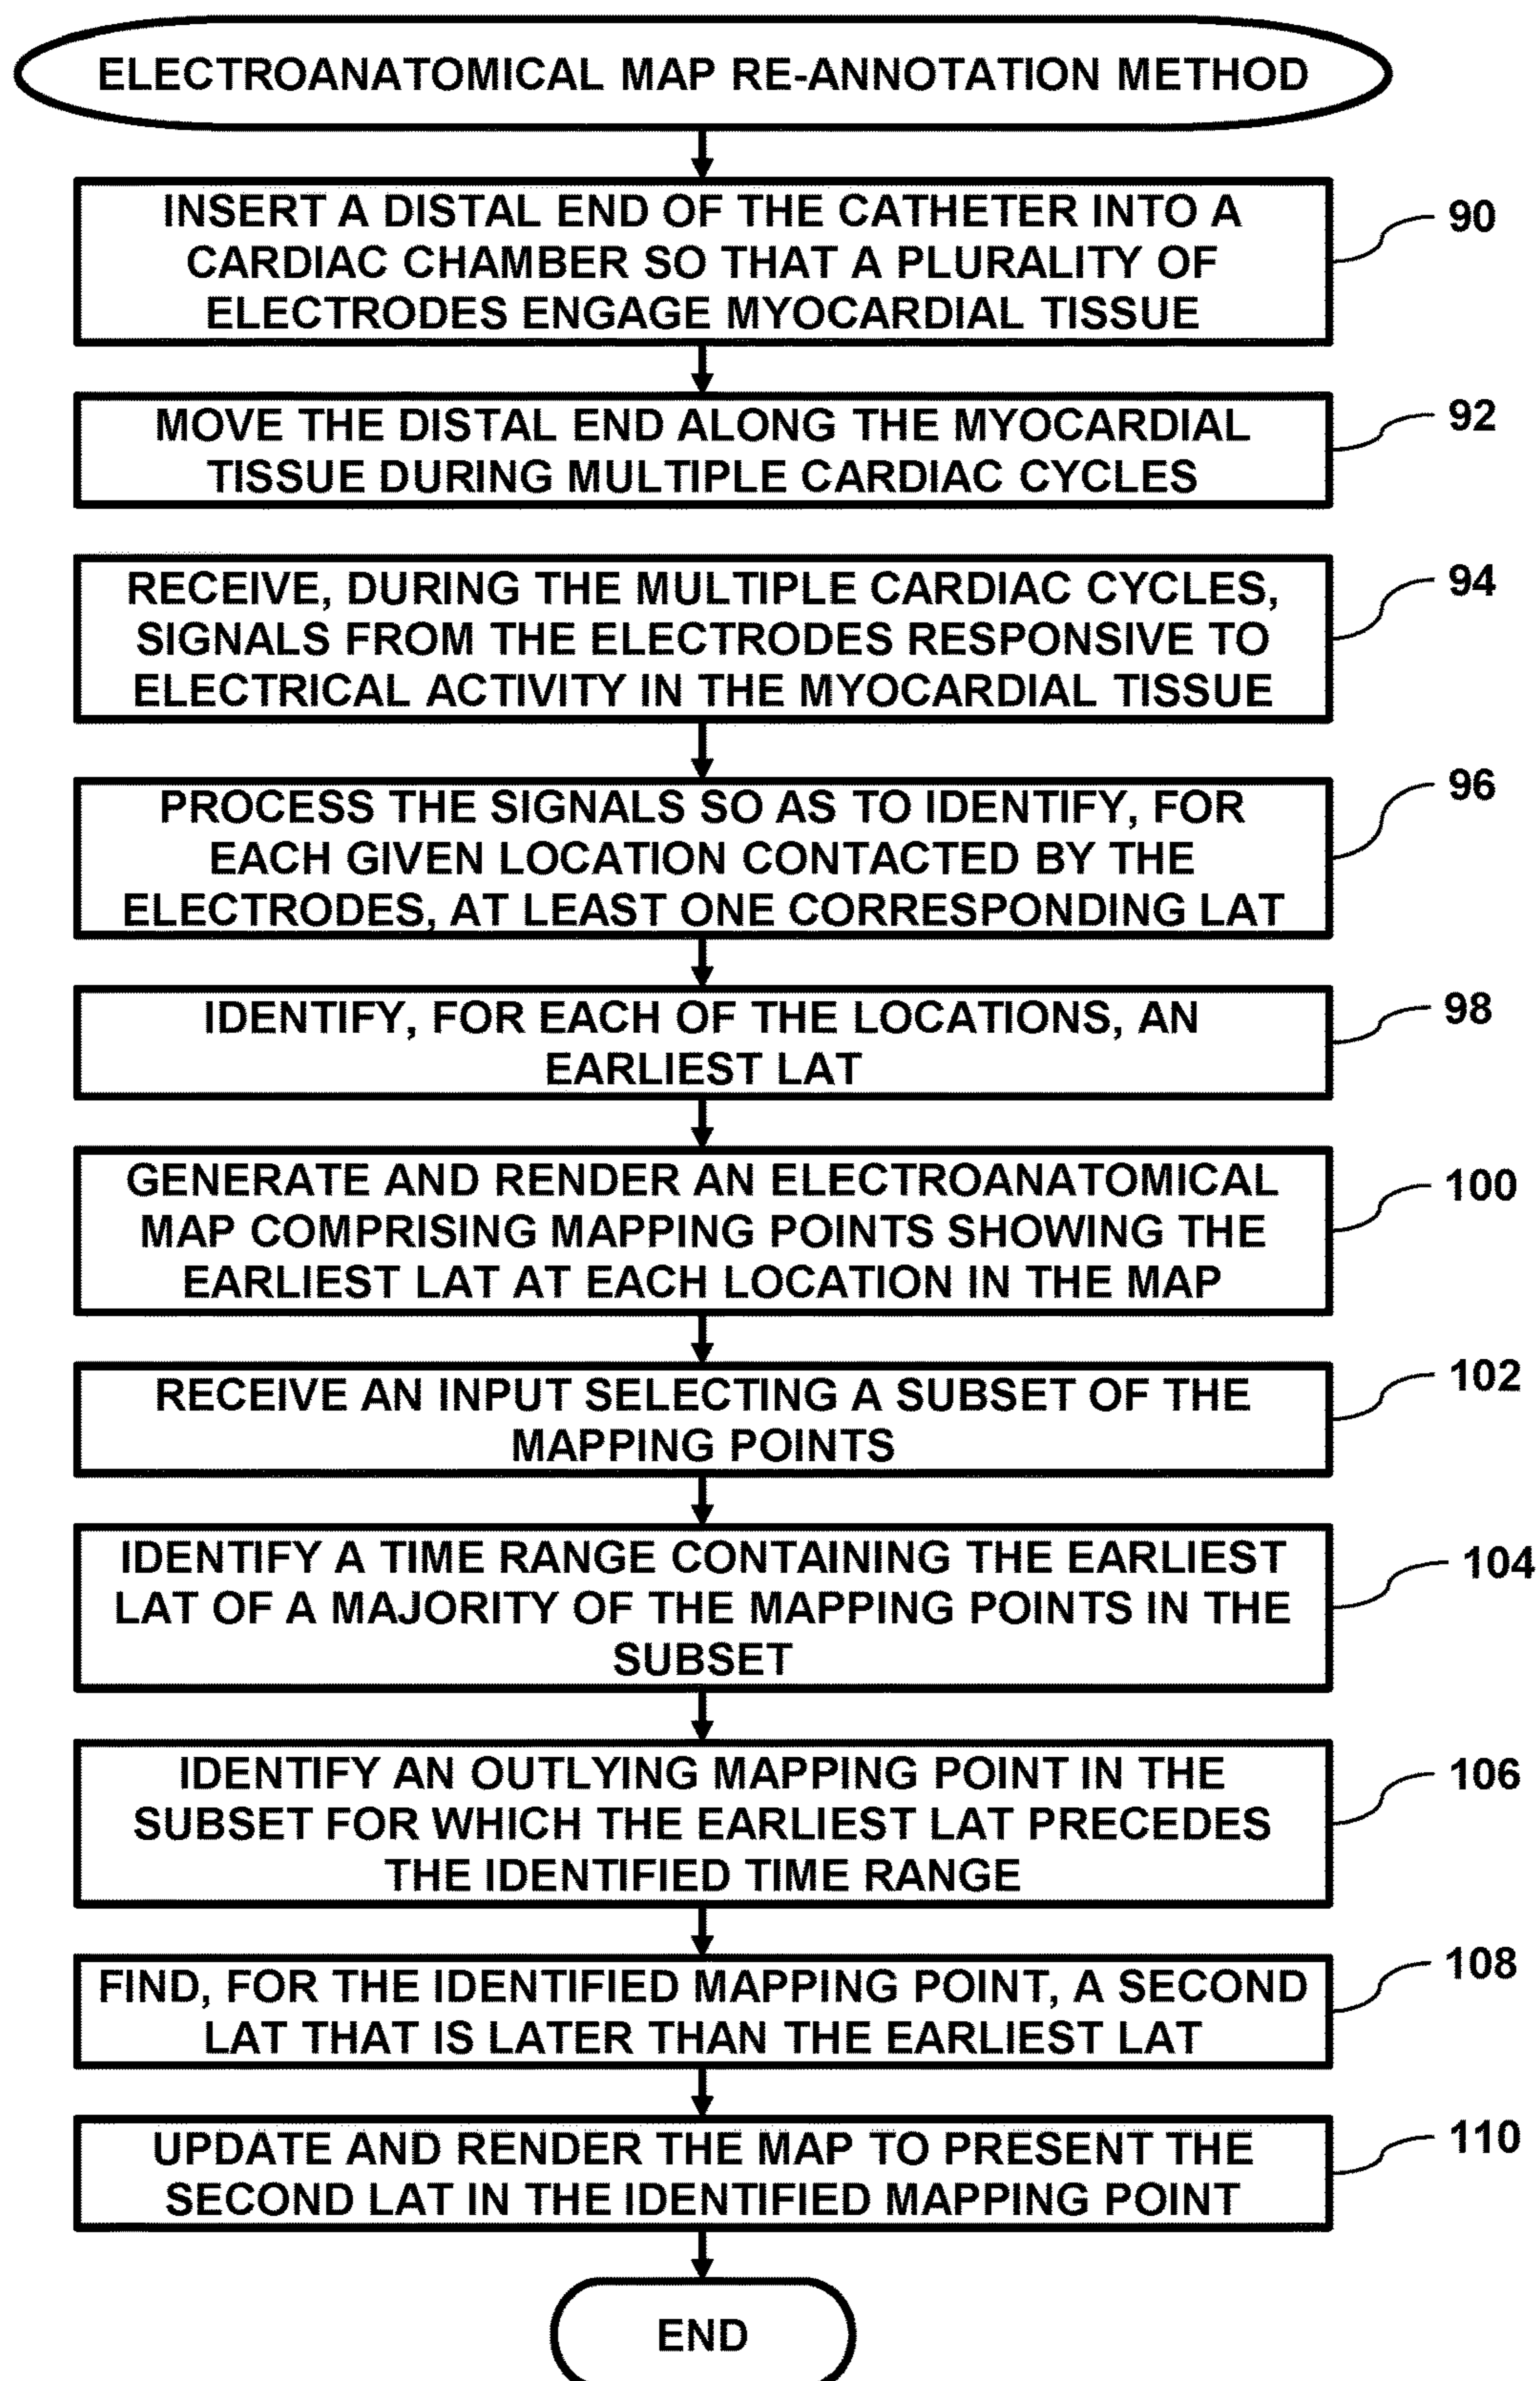 ELECTROANATOMICAL MAP RE-ANNOTATION METHOD
INSERT A DISTAL END OF THE CATHETER INTO A
CARDIAC CHAMBER SO THAT A PLURALITY OF
ELECTRODES ENGAGE MYOCARDIAL TISSUE
90
MOVE THE DISTAL END ALONG THE MYOCARDIAL
TISSUE DURING MULTIPLE CARDIAC CYCLES
92
RECEIVE, DURING THE MULTIPLE CARDIAC CYCLES,
SIGNALS FROM THE ELECTRODES RESPONSIVE TO
ELECTRICAL ACTIVITY IN THE MYOCARDIAL TISSUE
94
PROCESS THE SIGNALS SO AS TO IDENTIFY, FOR
EACH GIVEN LOCATION CONTACTED BY THE
ELECTRODES, AT LEAST ONE CORRESPONDING LAT
96
IDENTIFY, FOR EACH OF THE LOCATIONS, AN
EARLIEST LAT
98
GENERATE AND RENDER AN ELECTROANATOMICAL
MAP COMPRISING MAPPING POINTS SHOWING THE
EARLIEST LAT AT EACH LOCATION IN THE MAP
100
RECEIVE AN INPUT SELECTING A SUBSET OF THE
MAPPING POINTS
102
IDENTIFY A TIME RANGE CONTAINING THE EARLIEST
LAT OF A MAJORITY OF THE MAPPING POINTS IN THE
SUBSET
104
IDENTIFY AN OUTLYING MAPPING POINT IN THE
SUBSET FOR WHICH THE EARLIEST LAT PRECEDES
THE IDENTIFIED TIME RANGE
106
FIND, FOR THE IDENTIFIED MAPPING POINT, A SECOND
LAT THAT IS LATER THAN THE EARLIEST LAT
108
UPDATE AND RENDER THE MAP TO PRESENT THE
SECOND LAT IN THE IDENTIFIED MAPPING POINT
110
END